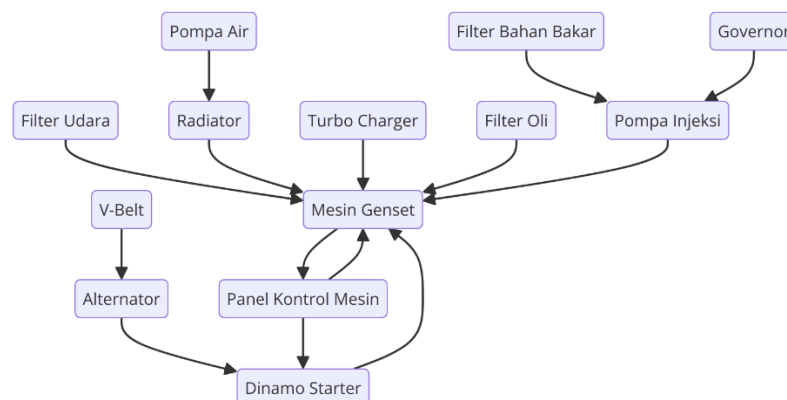 Pompa Air
Filter Bahan Bakar
Governor
Filter Udara
Radiator
Turbo Charger
Filter Oli
Pompa Injeksi
V-Belt
Mesin Genset
Alternator
Panel Kontrol Mesin
Dinamo Starter